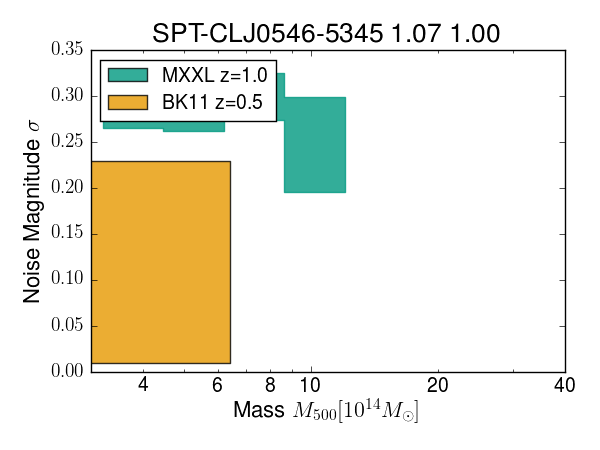 SPT-CLJ0546-5345 1.07 1.00
MXXL z=1.0
BK11 z=0.5
Noise Magnitude σ
0.35
0.30
0.25
0.20
0.15
0.10
0.05
0.00
4 6 8 10 20 40
Mass M₅₀₀[10¹⁴M⊙]